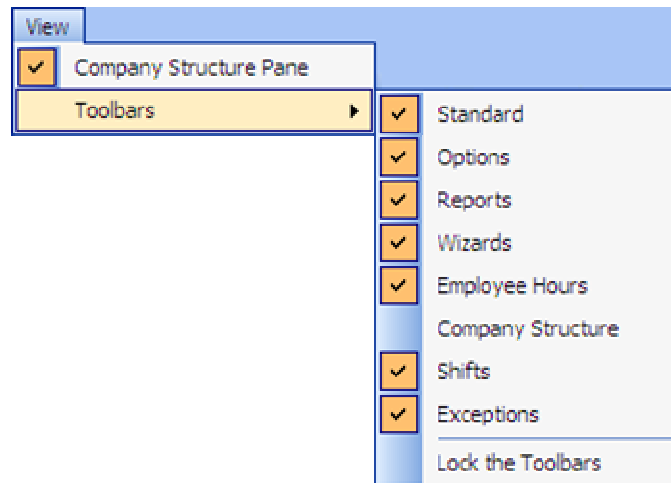 View
Company Structure Pane
Toolbars
Standard
Options
Reports
Wizards
Employee Hours
Company Structure
Shifts
Exceptions
Lock the Toolbars